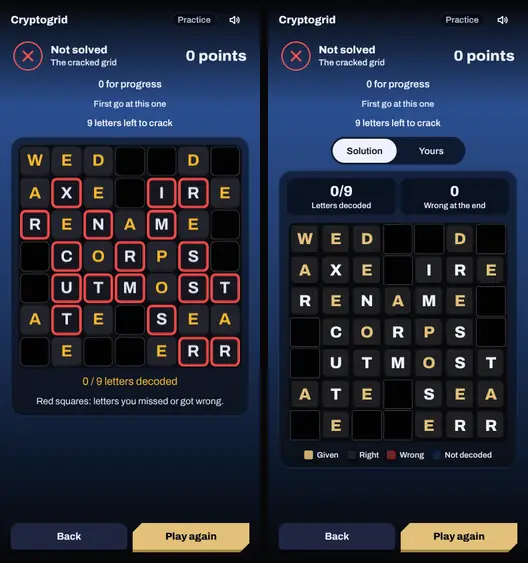 Cryptogrid
Practice
Not solved
The cracked grid
0 points
0 for progress
First go at this one
9 letters left to crack
W E D D
A X E I R E
R E N A M E
C O R P S
U T M O S T
A T E S E A
E E R R
0 / 9 letters decoded
Red squares: letters you missed or got wrong.
Back
Play again
Cryptogrid
Practice
Not solved
The cracked grid
0 points
0 for progress
First go at this one
9 letters left to crack
Solution
Yours
0/9
Letters decoded
0
Wrong at the end
W E D D
A X E I R E
R E N A M E
C O R P S
U T M O S T
A T E S E A
E E R R
Given
Right
Wrong
Not decoded
Back
Play again